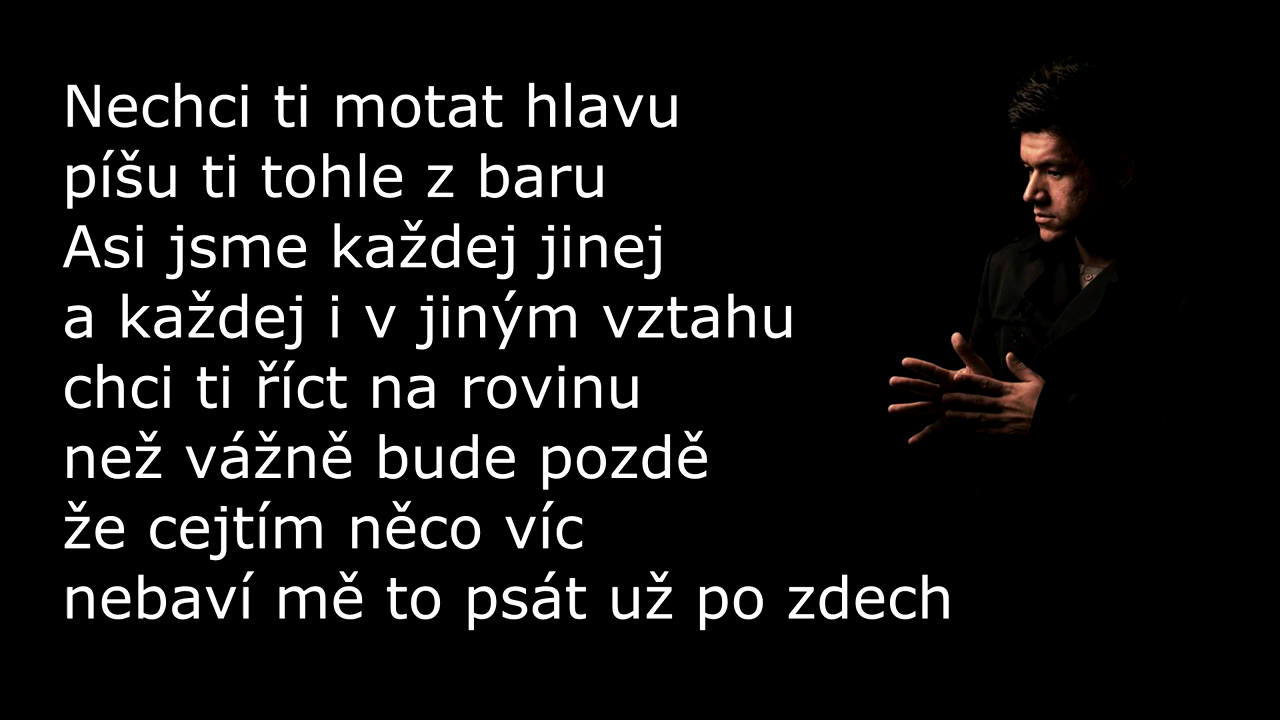 Nechci ti motat hlavu
píšu ti tohle z baru
Asi jsme každej jinej
a každej i v jiným vztahu
chci ti říct na rovinu
než vážně bude pozdě
že cejtím něco víc
nebaví mě to psát už po zdech